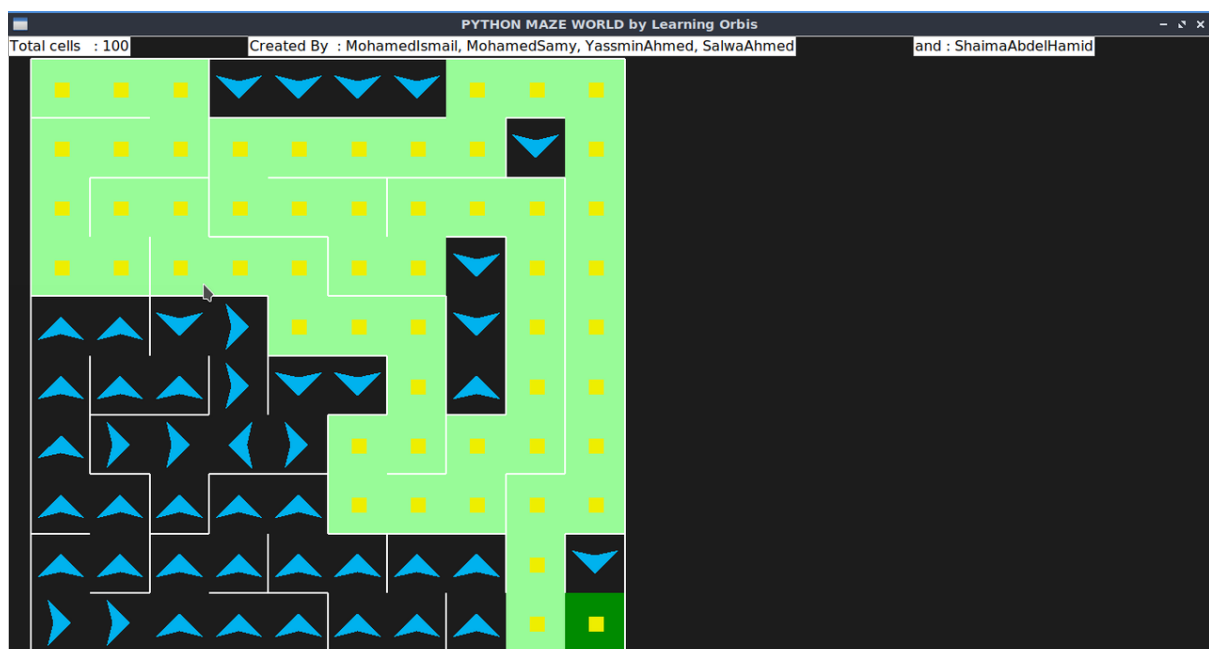 PYTHON MAZE WORLD by Learning Orbis
Total cells : 100 Created By : MohamedIsmail, MohamedSamy, YassminAhmed, SalwaAhmed and : ShaimaAbdelHamid